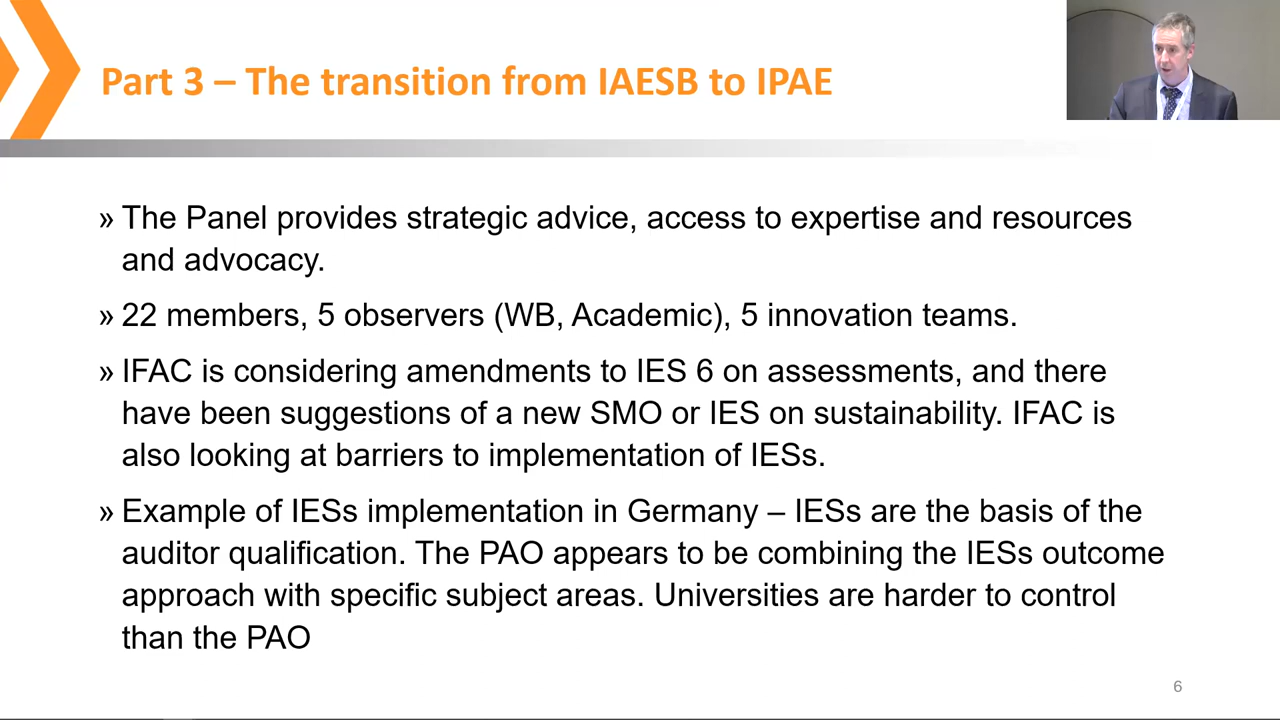 Part 3 – The transition from IAESB to IPAE
» The Panel provides strategic advice, access to expertise and resources
and advocacy.
» 22 members, 5 observers (WB, Academic), 5 innovation teams.
» IFAC is considering amendments to IES 6 on assessments, and there
have been suggestions of a new SMO or IES on sustainability. IFAC is
also looking at barriers to implementation of IESs.
» Example of IESs implementation in Germany – IESs are the basis of the
auditor qualification. The PAO appears to be combining the IESs outcome
approach with specific subject areas. Universities are harder to control
than the PAO
6